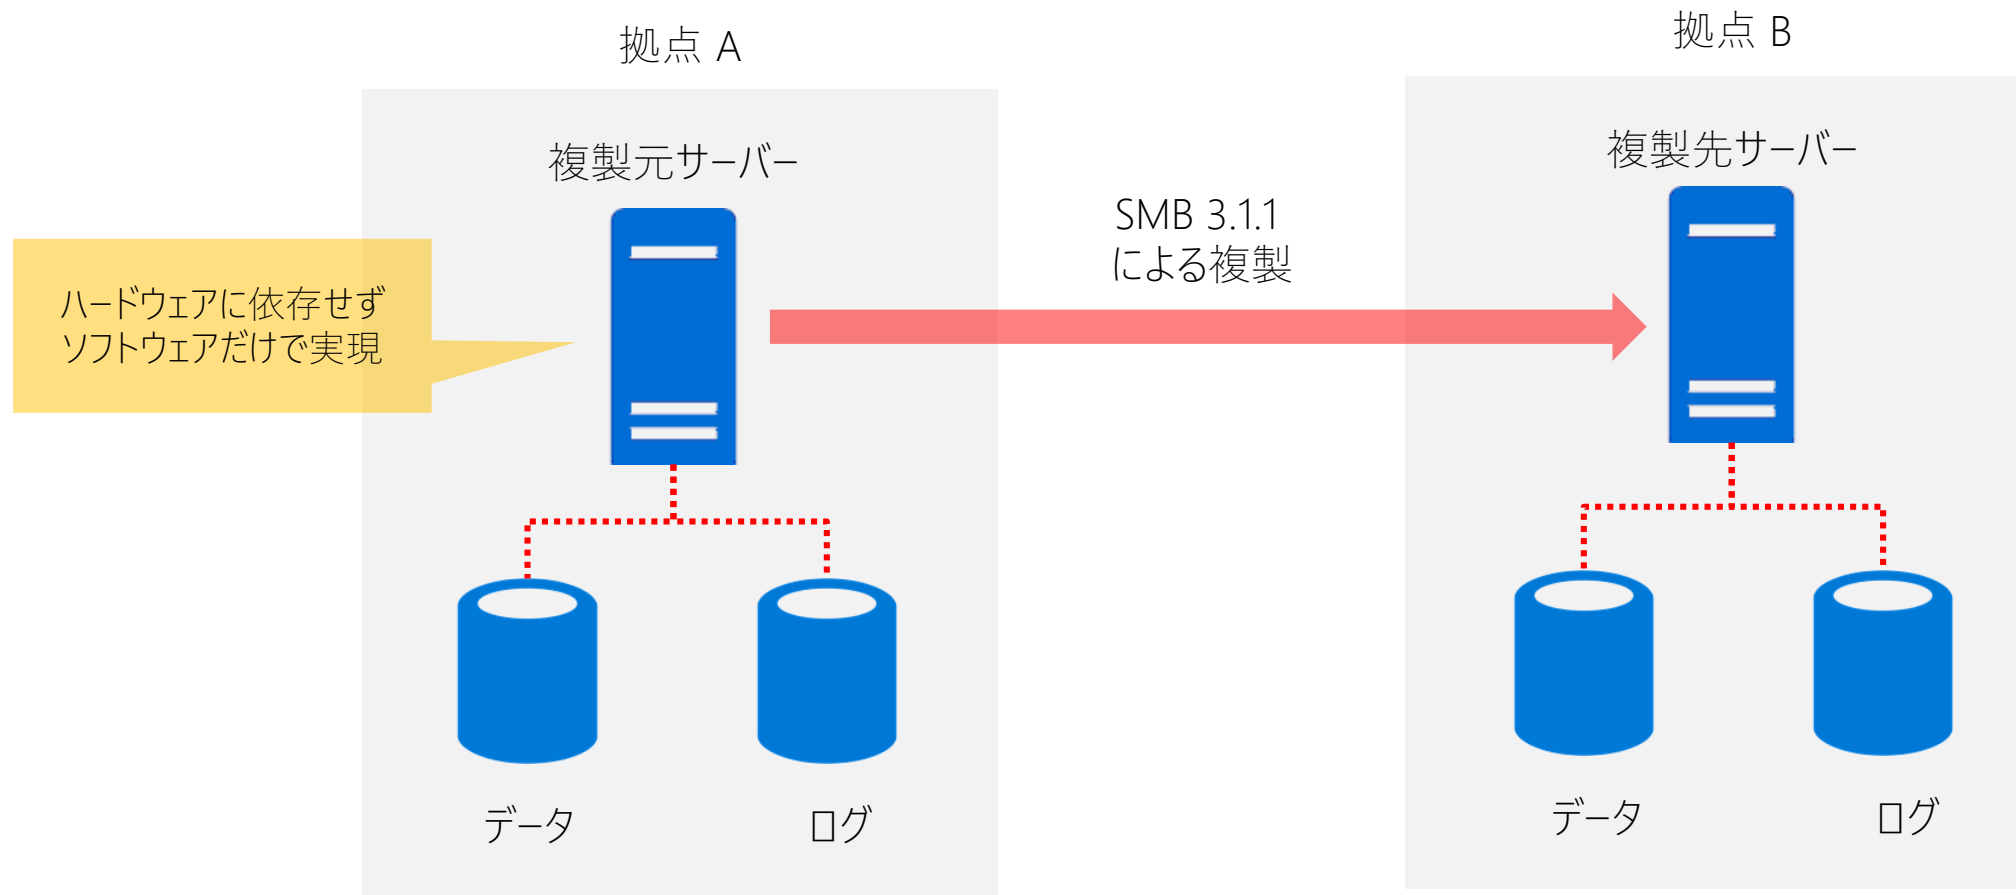 拠点 A
拠点 B
複製元サーバー
複製先サーバー
SMB 3.1.1
による複製
ハードウェアに依存せず
ソフトウェアだけで実現
データ
ログ
データ
ログ